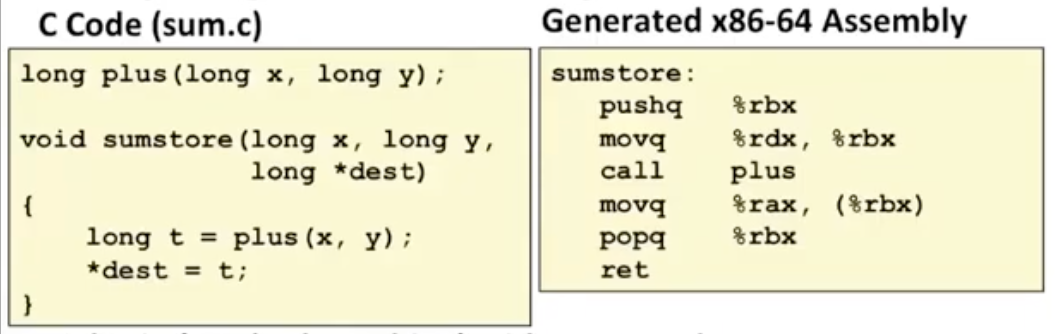 C Code (sum.c)
long plus(long x, long y);
void sumstore(long x, long y,
long *dest)
{
long t = plus(x, y);
*dest = t;
}
Generated x86-64 Assembly
sumstore:
pushq %rbx
movq %rdx, %rbx
call plus
movq %rax, (%rbx)
popq %rbx
ret